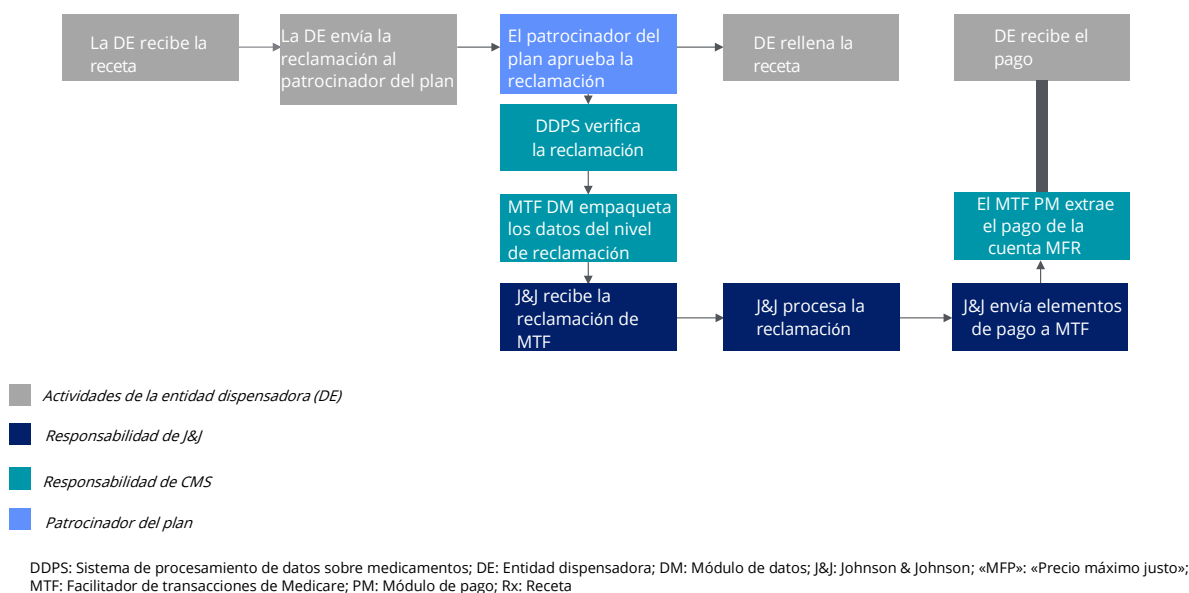 La DE recibe la
receta
La DE envía la
reclamación al
patrocinador del plan
El patrocinador del
plan aprueba la
reclamación
DE rellena la
receta
DE recibe el
pago
DDPS verifica
la reclamación
MTF DM empaqueta
los datos del nivel
de reclamación
El MTF PM extrae
el pago de la
cuenta MFR
J&J recibe la
reclamación de
MTF
J&J procesa la
reclamación
J&J envía elementos
de pago a MTF
Actividades de la entidad dispensadora (DE)
Responsabilidad de J&J
Responsabilidad de CMS
Patrocinador del plan
DDPS: Sistema de procesamiento de datos sobre medicamentos; DE: Entidad dispensadora; DM: Módulo de datos; J&J: Johnson & Johnson; «MFP»: «Precio máximo justo»;
MTF: Facilitador de transacciones de Medicare; PM: Módulo de pago; Rx: Receta